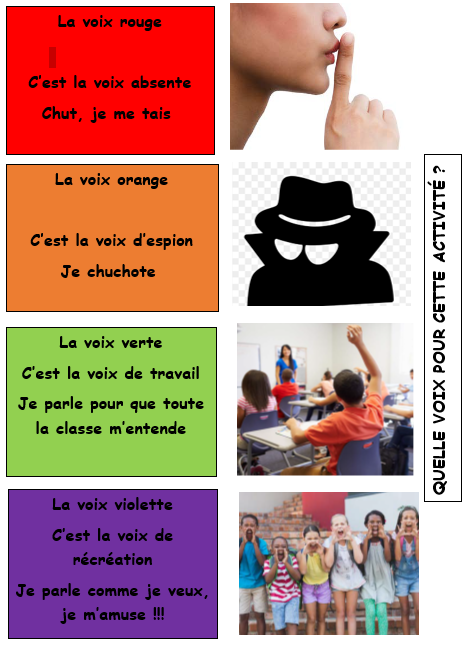 La voix rouge
C'est la voix absente
Chut, je me tais
La voix orange
C'est la voix d'espion
Je chuchote
La voix verte
C'est la voix de travail
Je parle pour que toute
la classe m'entende
La voix violette
C'est la voix de
récréation
Je parle comme je veux,
je m'amuse !!!
QUELLE VOIX POUR CETTE ACTIVITÉ ?